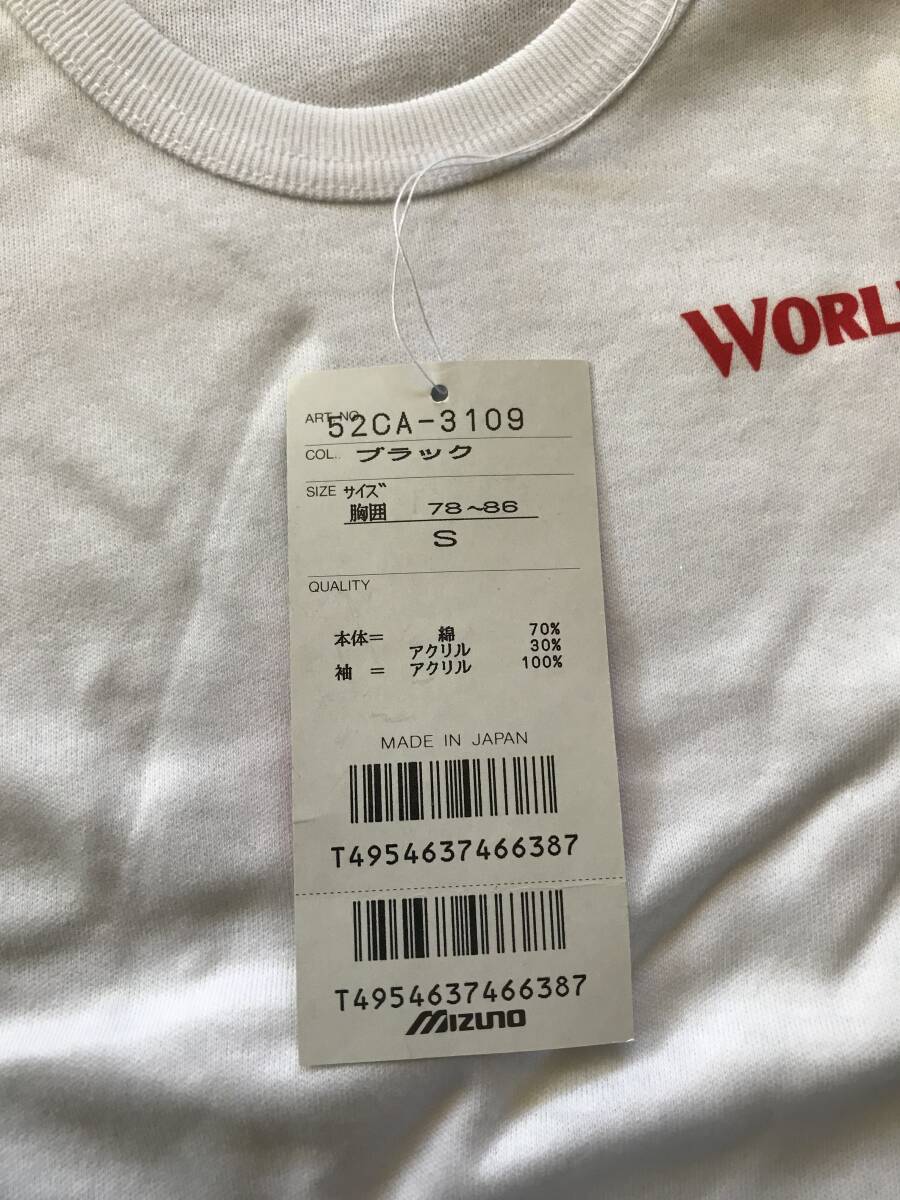 WORL
ART.NO. 52CA-3109
COL. ブラック
SIZE サイズ
胸囲 78~86
S
QUALITY
本体= 綿 70%
アクリル 30%
袖 = アクリル 100%
MADE IN JAPAN
T4954637466387
T4954637466387
MIZUNO